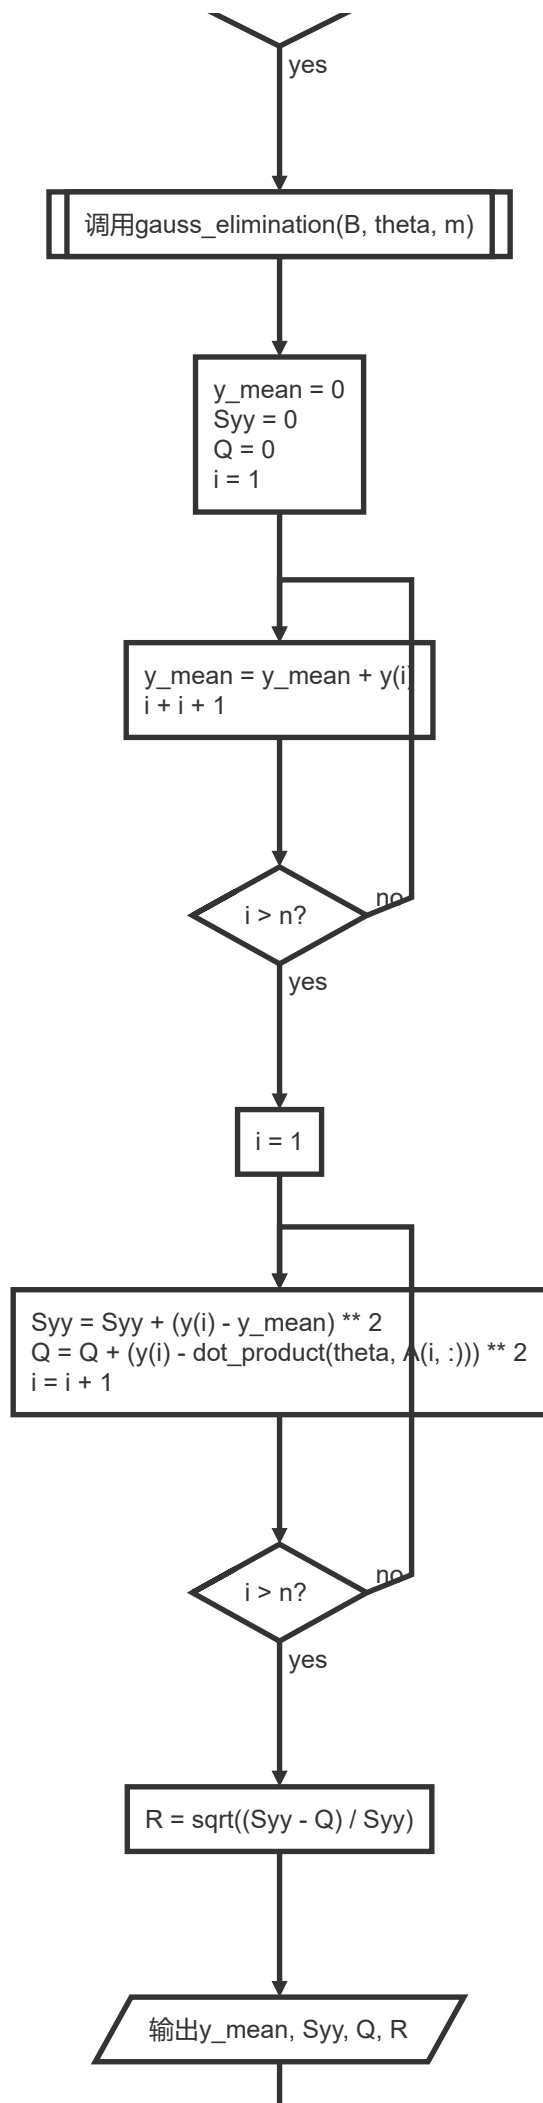 yes
调用gauss_elimination(B, theta, m)
y_mean = 0
Syy = 0
Q = 0
i = 1
y_mean = y_mean + y(i)
i + i + 1
i > n?
no
yes
i = 1
Syy = Syy + (y(i) - y_mean) ** 2
Q = Q + (y(i) - dot_product(theta, A(i, :))) ** 2
i = i + 1
i > n?
no
yes
R = sqrt((Syy - Q) / Syy)
输出y_mean, Syy, Q, R